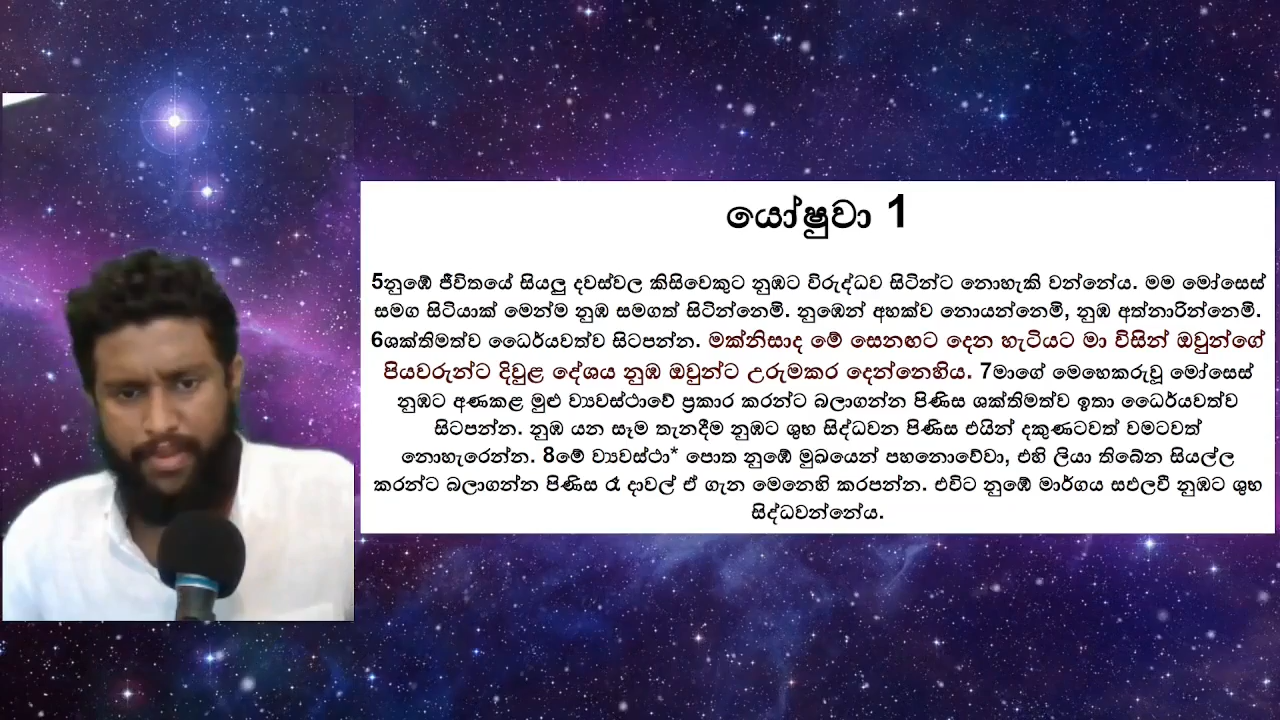 යෝෂුවා 1
5නුඹේ ජීවිතයේ සියලු දවස්වල කිසිවෙකුට නුඹට විරුද්ධව සිටින්ට නොහැකි වන්නේය. මම මෝසෙස්
සමග සිටියාක් මෙන්ම නුඹ සමගත් සිටින්නෙමි. නුඹෙන් අහක්ව නොයන්නෙමි, නුඹ අත්නාරින්නෙමි.
6ශක්තිමත්ව ධෛර්යවත්ව සිටපන්න. මක්නිසාද මේ සෙනඟට දෙන හැටියට මා විසින් ඔවුන්ගේ
පියවරුන්ට දිවුළ දේශය නුඹ ඔවුන්ට උරුමකර දෙන්නෙහිය. 7මාගේ මෙහෙකරුවූ මෝසෙස්
නුඹට අණකළ මුළු ව්‍යවස්ථාවේ ප්‍රකාර කරන්ට බලාගන්න පිණිස ශක්තිමත්ව ඉතා ධෛර්යවත්ව
සිටපන්න. නුඹ යන සෑම තැනදීම නුඹට ශුභ සිද්ධවන පිණිස එයින් දකුණටවත් වමටවත්
නොහැරෙන්න. 8මේ ව්‍යවස්ථා* පොත නුඹේ මුඛයෙන් පහනොවේවා, එහි ලියා තිබෙන සියල්ල
කරන්ට බලාගන්න පිණිස රෑ දාවල් ඒ ගැන මෙනෙහි කරපන්න. එවිට නුඹේ මාර්ගය සඵලවී නුඹට ශුභ
සිද්ධවන්නේය.